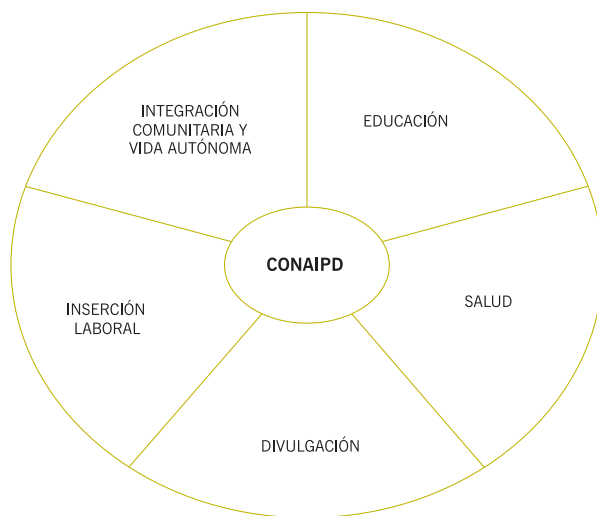 INTEGRACIÓN
COMUNITARIA Y
VIDA AUTÓNOMA
EDUCACIÓN
CONAIPD
INSERCIÓN
LABORAL
SALUD
DIVULGACIÓN